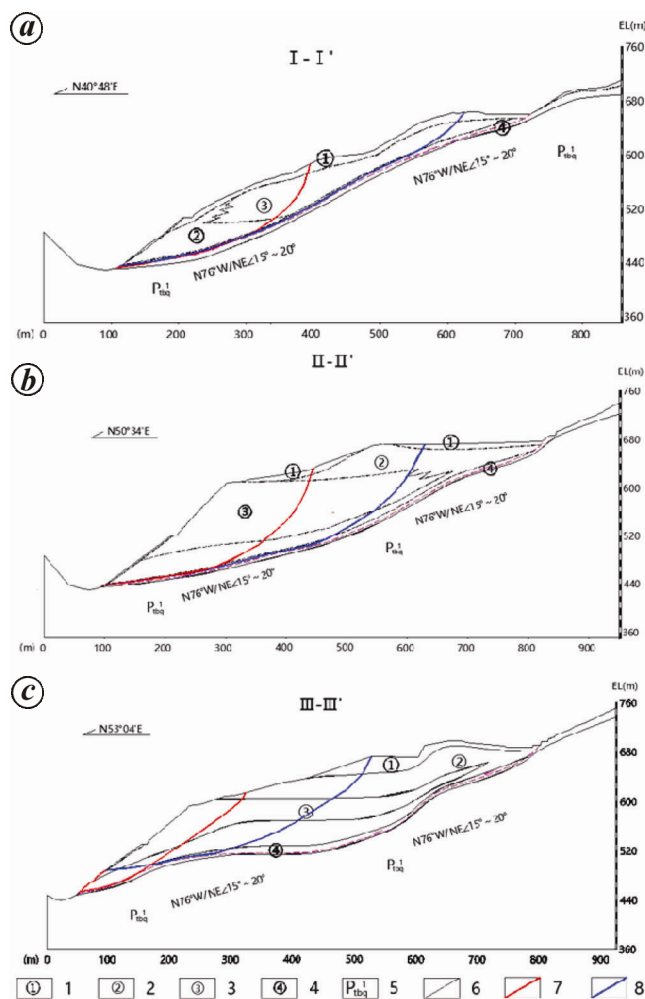 a
EL(m)
760
I - I'
N40°48'E
680
①
④
N76°W/NE∠15° ~ 20°
P¹tbq
600
③
②
520
N76°W/NE∠15° ~ 20°
P¹tbq
440
360
(m) 0 100 200 300 400 500 600 700 800
b
II-II'
EL(m)
760
N50°34'E
①
680
①
②
④
600
③
N76°W/NE∠15° ~ 20°
P¹tbq
520
N76°W/NE∠15° ~ 20°
P¹tbq
440
360
(m) 0 100 200 300 400 500 600 700 800 900
c
III-III'
EL(m)
760
N53°04'E
①
②
680
③
600
④
N76°W/NE∠15° ~ 20°
P¹tbq
520
N76°W/NE∠15° ~ 20°
P¹tbq
440
360
(m) 0 100 200 300 400 500 600 700 800 900
① 1 ② 2 ③ 3 ④ 4 P¹tbq 5 6 7 8